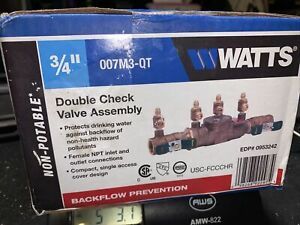 3/4" 007M3-QT
WATTS®
NON-POTABLE*
Double Check
Valve Assembly
• Protects drinking water
against backflow of
non-health hazard
pollutants
• Female NPT inlet and
outlet connections
• Compact, single access
cover design
USC-FCCCHR
EDP# 0953242
BACKFLOW PREVENTION
AWS
AMW-822